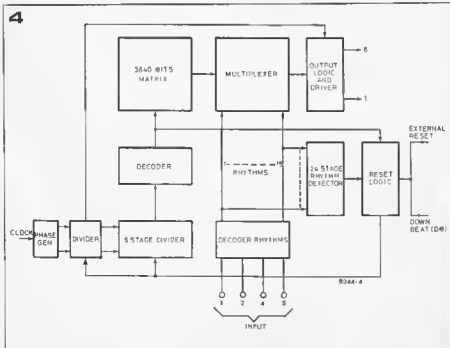 4
3840 BITS
MATRIX
MULTIPLEXER
OUTPUT
LOGIC
AND
DRIVER
8
1
EXTERNAL
RESET
DECODER
RHYTHMS
24 STAGE
RHYTHM
DETECTOR
RESET
LOGIC
CLOCK
PHASE
GEN
DIVIDER
5 STAGE DIVIDER
DECODER RHYTHMS
DOWN
BEAT (DB)
9344-4
1 2 4 8
INPUT